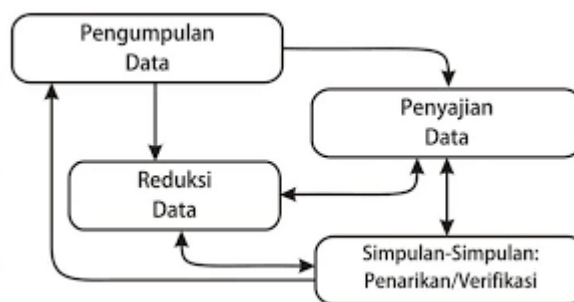 Pengumpulan
Data
Penyajian
Data
Reduksi
Data
Simpulan-Simpulan:
Penarikan/Verifikasi